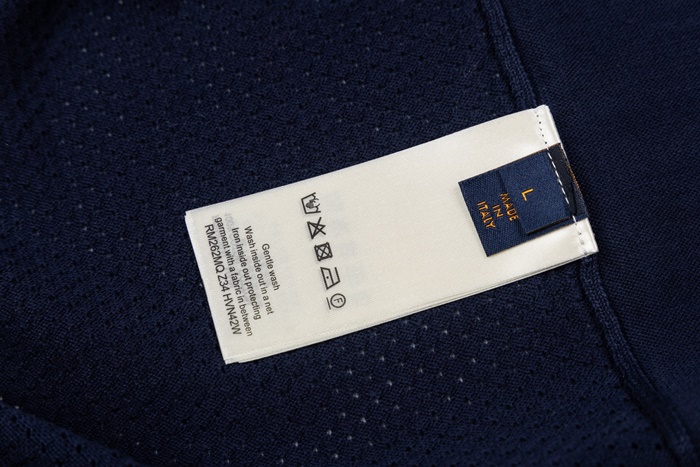 L
MADE
IN
ITALY
Gentle wash
Wash inside out in a net
Iron inside out protecting
garment with a fabric in between
RM262MQ Z34 HVN42W